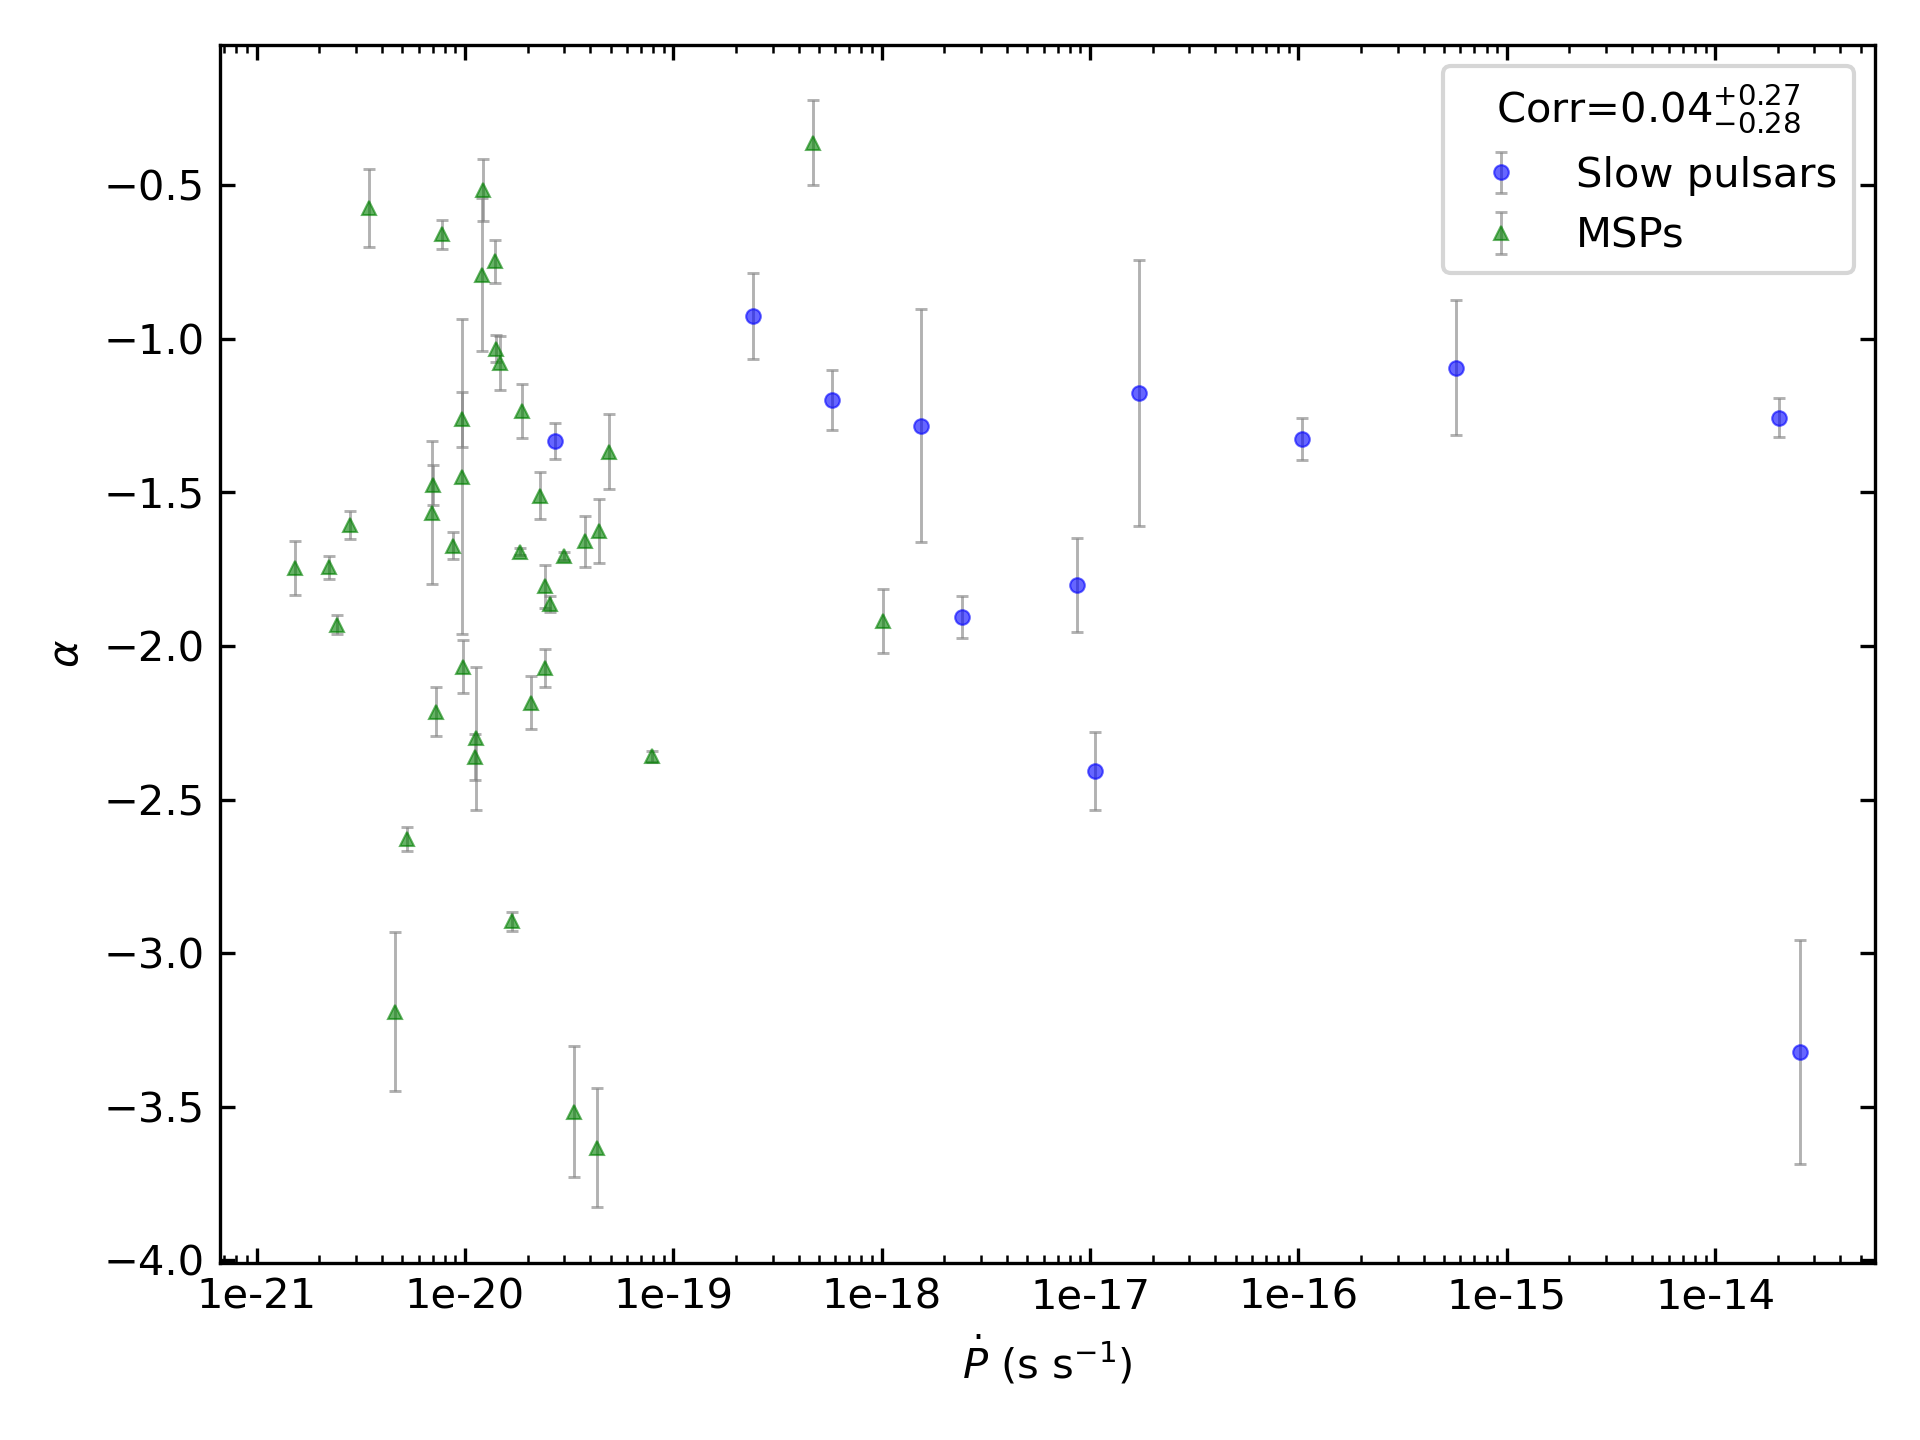 Corr=0.04^{+0.27}_{−0.28}
Slow pulsars
MSPs
−0.5
−1.0
−1.5
−2.0
−2.5
−3.0
−3.5
−4.0
α
1e-21 1e-20 1e-19 1e-18 1e-17 1e-16 1e-15 1e-14
Ṗ (s s⁻¹)